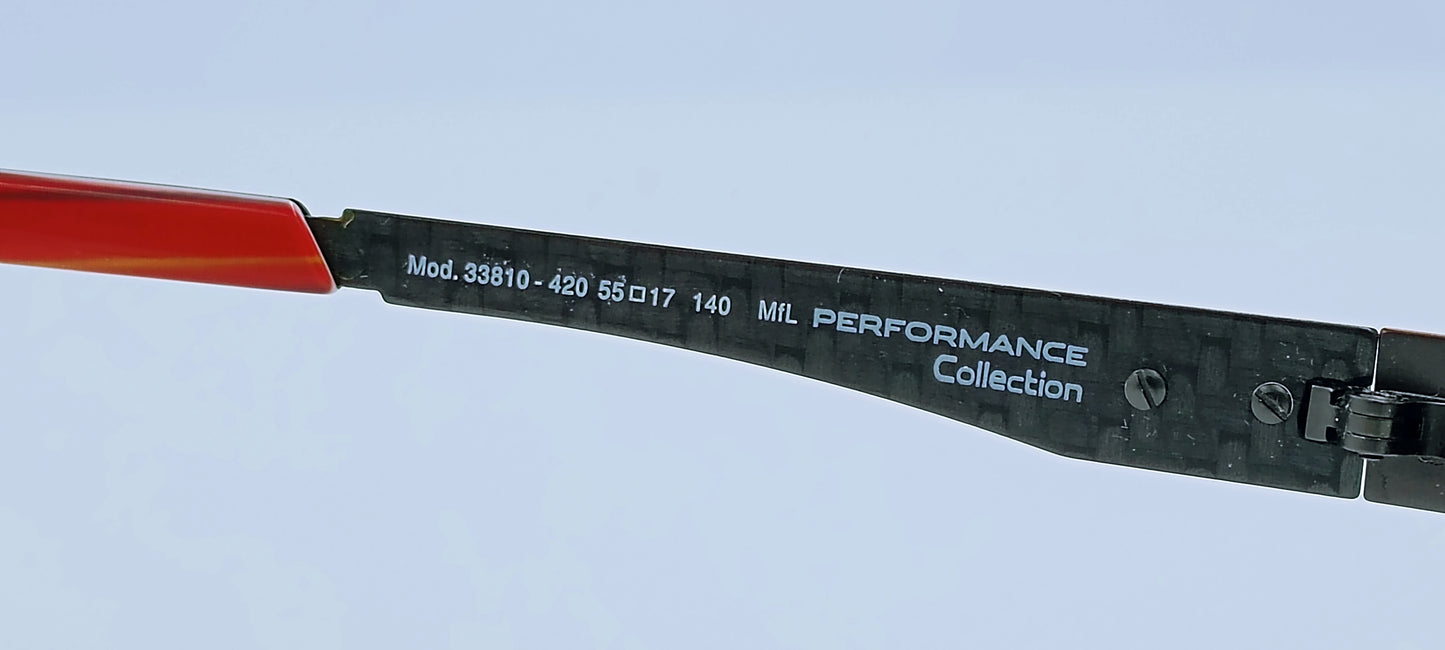 Mod. 33810 - 420 55□17 140 MfL PERFORMANCE
Collection